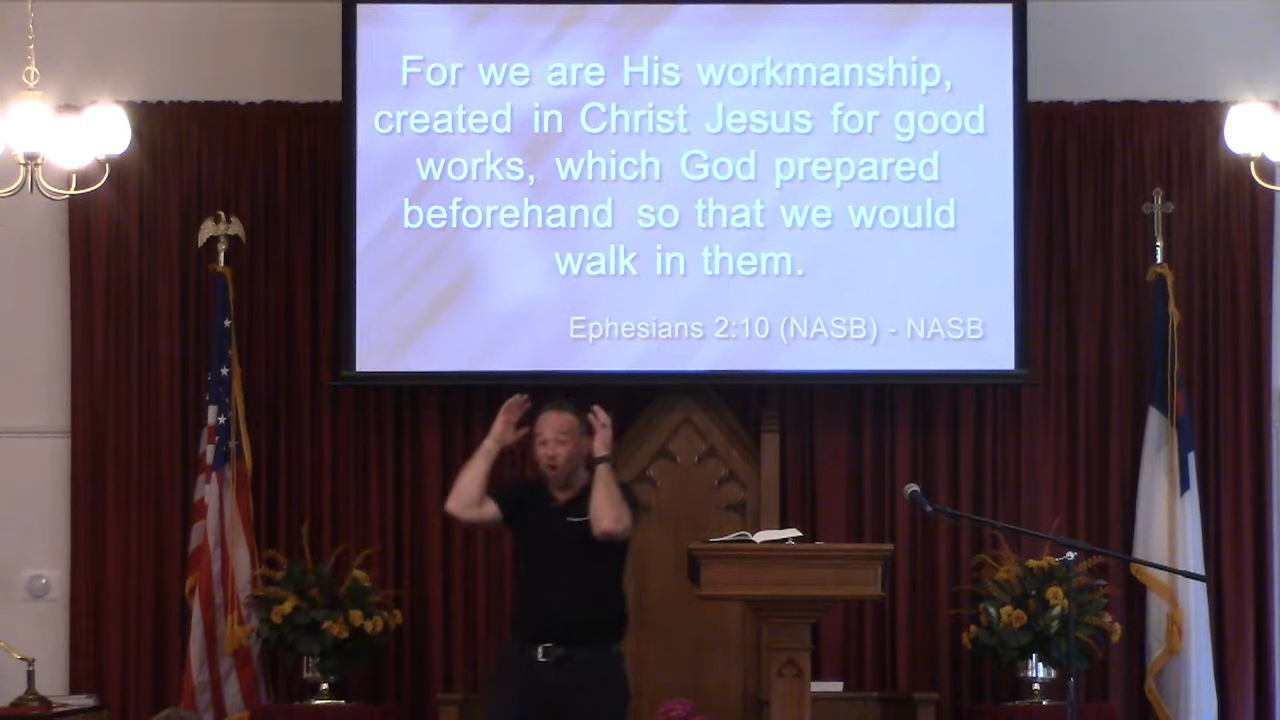 For we are His workmanship,
created in Christ Jesus for good
works, which God prepared
beforehand so that we would
walk in them.
Ephesians 2:10 (NASB) - NASB